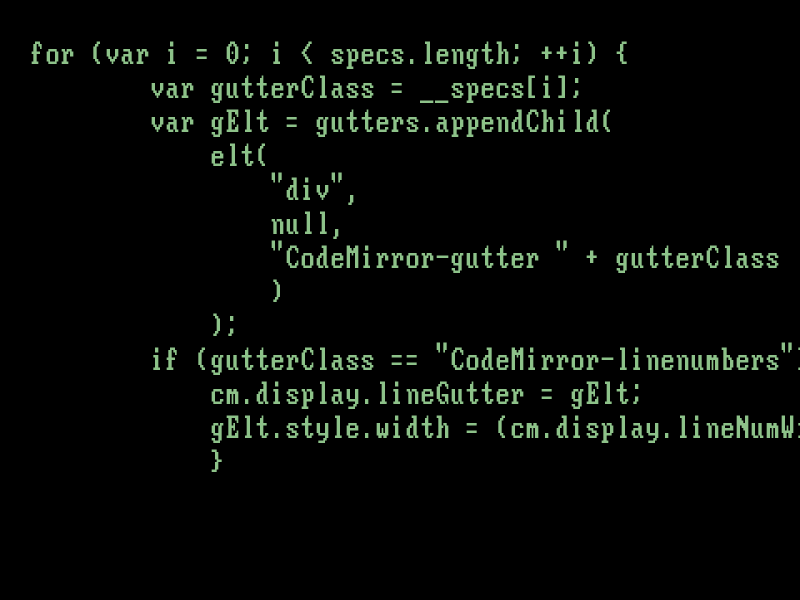 for (var i = 0; i < specs.length; ++i) {
        var gutterClass = __specs[i];
        var gElt = gutters.appendChild(
            elt(
                "div",
                null,
                "CodeMirror-gutter " + gutterClass
                )
            );
        if (gutterClass == "CodeMirror-linenumbers")
            cm.display.lineGutter = gElt;
            gElt.style.width = (cm.display.lineNumW
            }